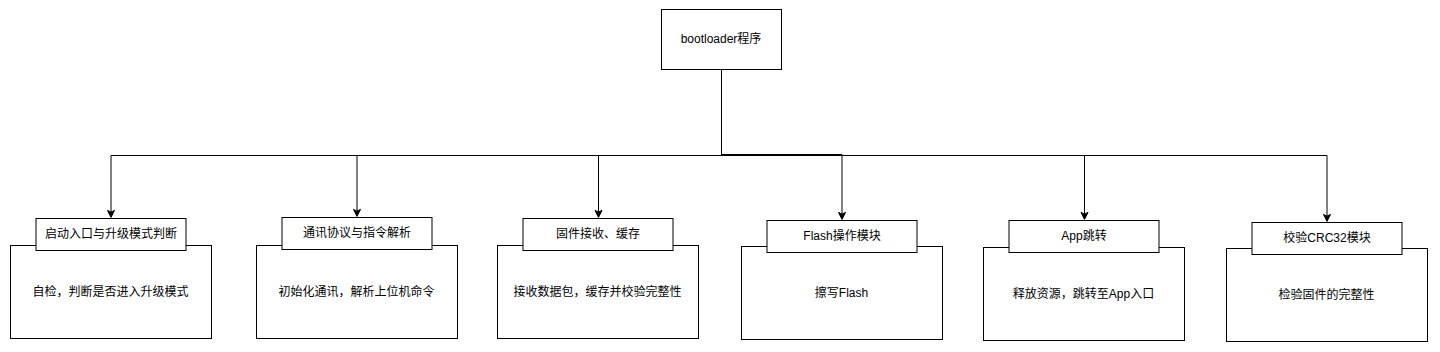 bootloader程序
启动入口与升级模式判断
自检，判断是否进入升级模式
通讯协议与指令解析
初始化通讯，解析上位机命令
固件接收、缓存
接收数据包，缓存并校验完整性
Flash操作模块
擦写Flash
App跳转
释放资源，跳转至App入口
校验CRC32模块
检验固件的完整性